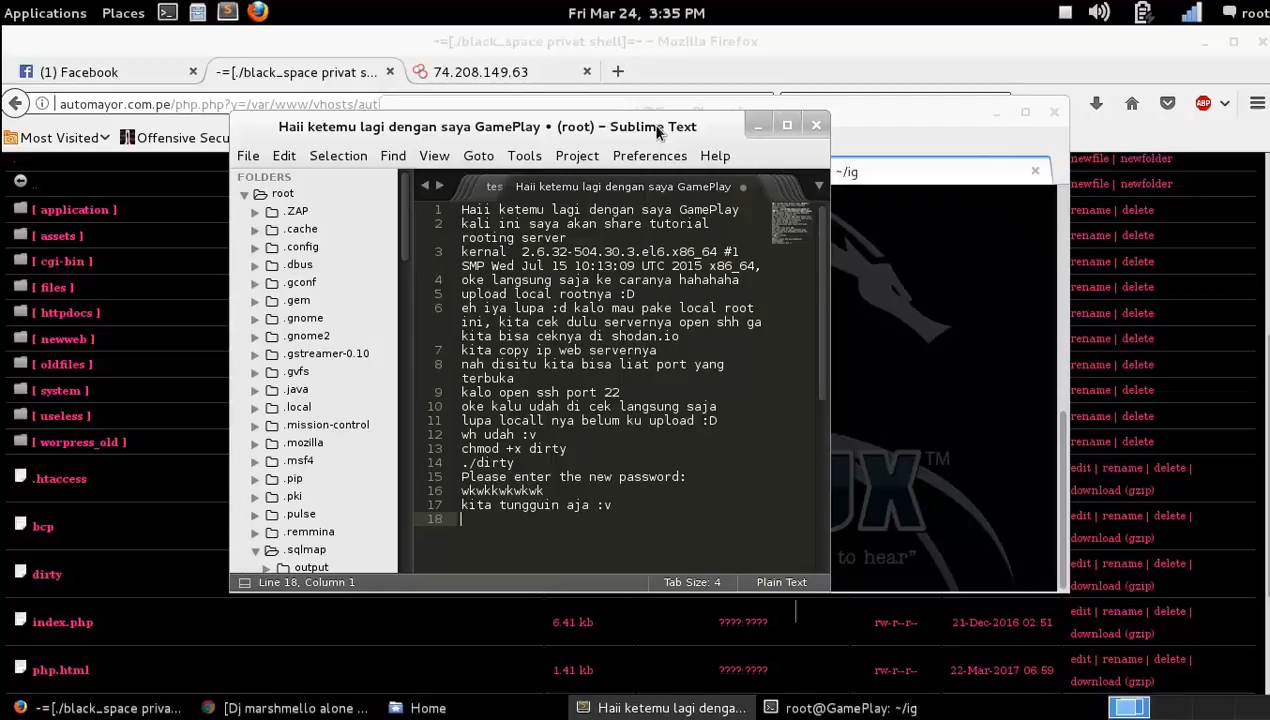 Applications Places Fri Mar 24, 3:35 PM root
-=[./black_space privat shell]=- – Mozilla Firefox
(1) Facebook × -=[./black_space privat s... × 74.208.149.63 × +
automayor.com.pe/php.php?y=/var/www/vhosts/aut
Most Visited Offensive Secu
Haii ketemu lagi dengan saya GamePlay • (root) – Sublime Text
File Edit Selection Find View Goto Tools Project Preferences Help
~/ig
FOLDERS
root
.ZAP
.cache
.config
.dbus
.gconf
.gem
.gnome
.gnome2
.gstreamer-0.10
.gvfs
.java
.local
.mission-control
.mozilla
.msf4
.pip
.pki
.pulse
.remmina
.sqlmap
output
tes Haii ketemu lagi dengan saya GamePlay
1 Haii ketemu lagi dengan saya GamePlay
2 kali ini saya akan share tutorial
rooting server
3 kernal 2.6.32-504.30.3.el6.x86_64 #1
SMP Wed Jul 15 10:13:09 UTC 2015 x86_64,
4 oke langsung saja ke caranya hahahaha
5 upload local rootnya :D
6 eh iya lupa :d kalo mau pake local root
ini, kita cek dulu servernya open shh ga
kita bisa ceknya di shodan.io
7 kita copy ip web servernya
8 nah disitu kita bisa liat port yang
terbuka
9 kalo open ssh port 22
10 oke kalu udah di cek langsung saja
11 lupa locall nya belum ku upload :D
12 wh udah :v
13 chmod +x dirty
14 ./dirty
15 Please enter the new password:
16 wkwkkwkwkwk
17 kita tungguin aja :v
18
Line 18, Column 1 Tab Size: 4 Plain Text
..
[ application ]
[ assets ]
[ cgi-bin ]
[ files ]
[ httpdocs ]
[ newweb ]
[ oldfiles ]
[ system ]
[ useless ]
[ worpress_old ]
.htaccess
bcp
dirty
index.php 6.41 kb ????:???? rw-r--r-- 21-Dec-2016 02:51
php.html 1.41 kb ????:???? rw-r--r-- 22-Mar-2017 06:59
newfile | newfolder
newfile | newfolder
rename | delete
rename | delete
rename | delete
rename | delete
rename | delete
rename | delete
rename | delete
rename | delete
rename | delete
rename | delete
edit | rename | delete |
download (gzip)
edit | rename | delete |
download (gzip)
edit | rename | delete |
download (gzip)
edit | rename | delete |
download (gzip)
edit | rename | delete |
download (gzip)
UX™
to hear”
-=[./black_space priva... [Dj marshmello alone ... Home Haii ketemu lagi denga... root@GamePlay: ~/ig